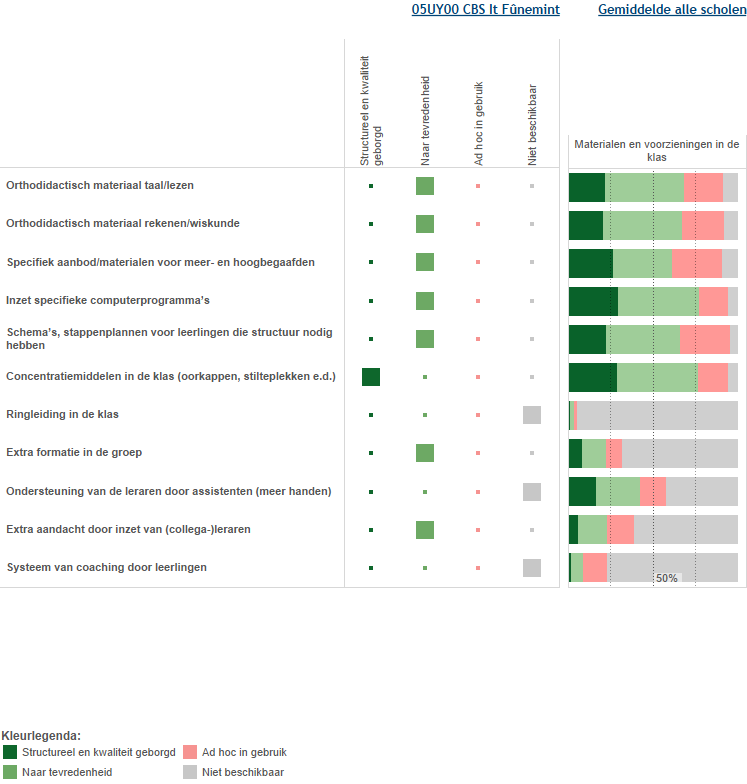 05UY00 CBS It Fûnemint
Gemiddelde alle scholen
Structureel en kwaliteit
geborgd
Naar tevredenheid
Ad hoc in gebruik
Niet beschikbaar
Materialen en voorzieningen in de
klas
Orthodidactisch materiaal taal/lezen
Orthodidactisch materiaal rekenen/wiskunde
Specifiek aanbod/materialen voor meer- en hoogbegaafden
Inzet specifieke computerprogramma's
Schema's, stappenplannen voor leerlingen die structuur nodig
hebben
Concentratiemiddelen in de klas (oorkappen, stilteplekken e.d.)
Ringleiding in de klas
Extra formatie in de groep
Ondersteuning van de leraren door assistenten (meer handen)
Extra aandacht door inzet van (collega-)leraren
Systeem van coaching door leerlingen
50%
Kleurlegenda:
Structureel en kwaliteit geborgd
Ad hoc in gebruik
Naar tevredenheid
Niet beschikbaar